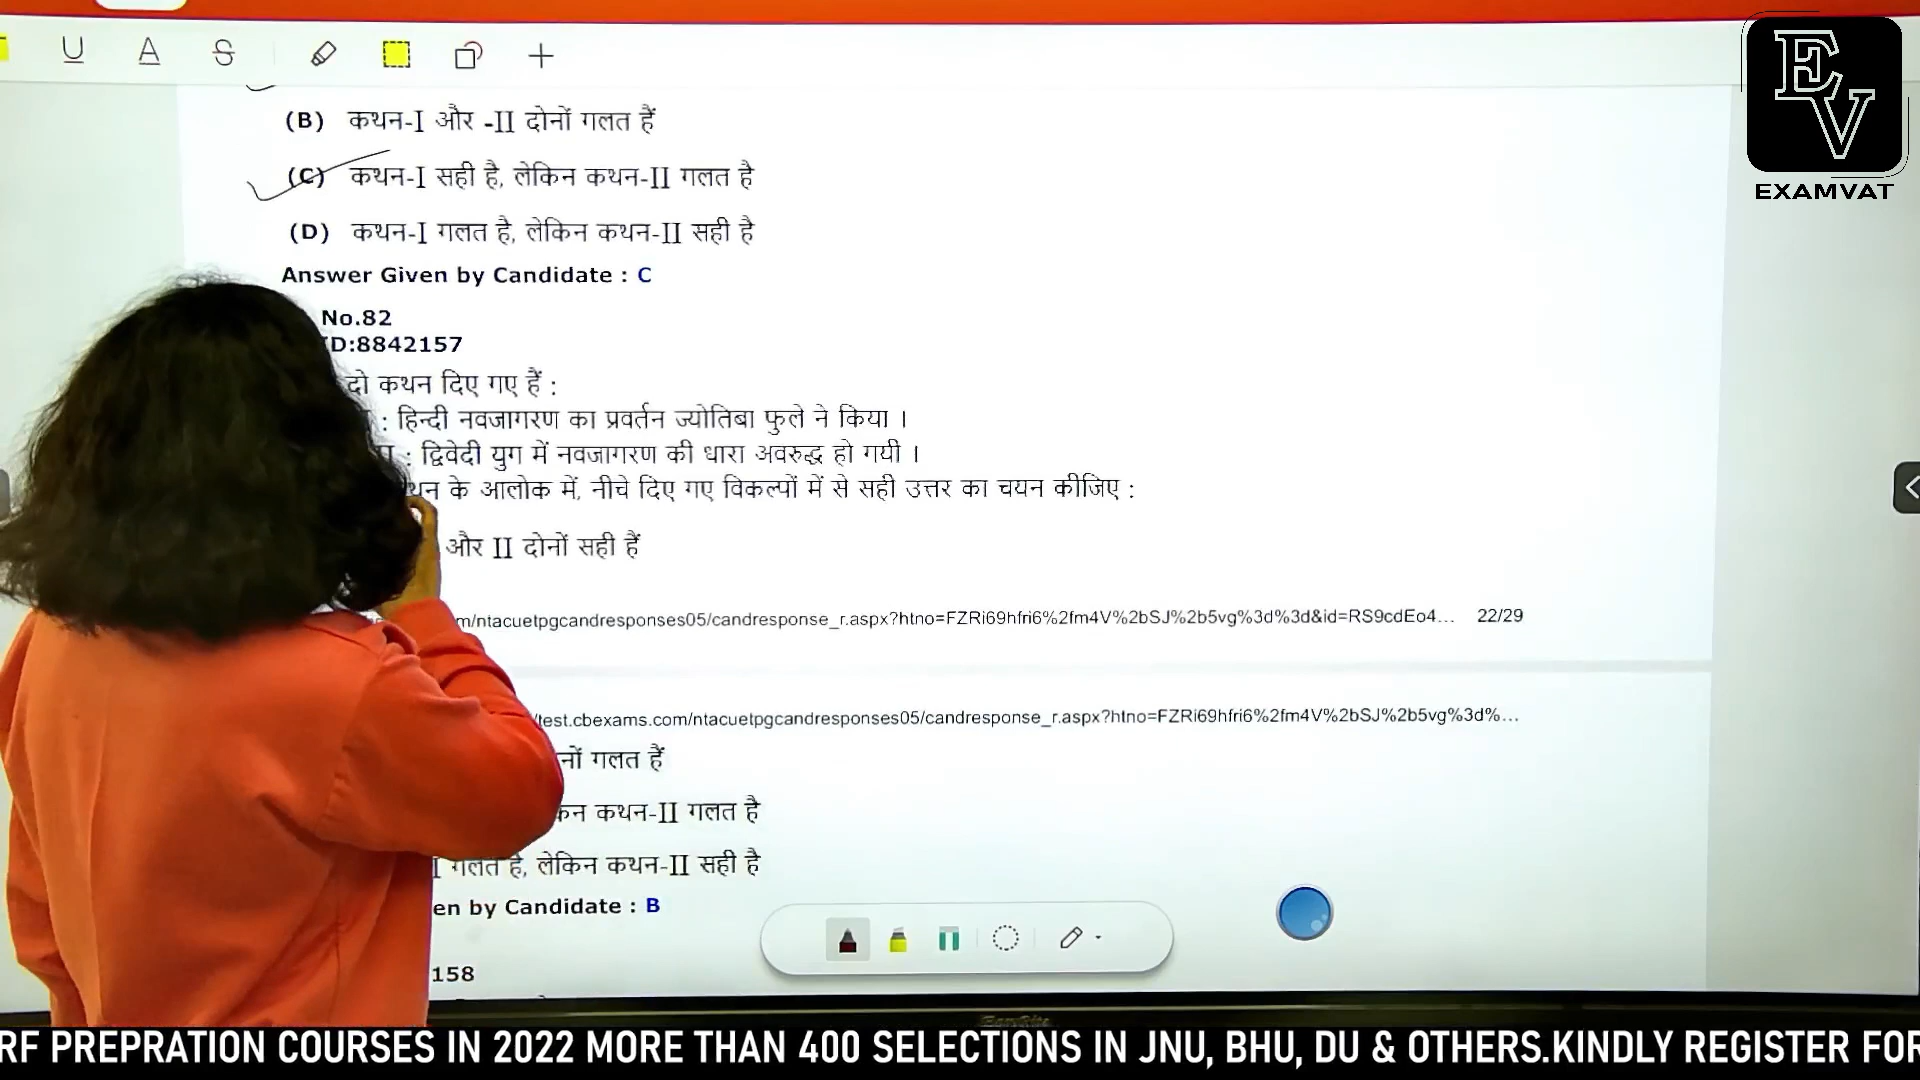 EV
EXAMVAT
(B) कथन-I और -II दोनों गलत हैं
(C) कथन-I सही है, लेकिन कथन-II गलत है
(D) कथन-I गलत है, लेकिन कथन-II सही है
Answer Given by Candidate : C
No.82
ID:8842157
दो कथन दिए गए हैं :
: हिन्दी नवजागरण का प्रवर्तन ज्योतिबा फुले ने किया ।
: द्विवेदी युग में नवजागरण की धारा अवरुद्ध हो गयी ।
के आलोक में, नीचे दिए गए विकल्पों में से सही उत्तर का चयन कीजिए :
और II दोनों सही हैं
m/ntacuetpgcandresponses05/candresponse_r.aspx?htno=FZRi69hfri6%2fm4V%2bSJ%2b5vg%3d%3d&id=RS9cdEo4... 22/29
/test.cbexams.com/ntacuetpgcandresponses05/candresponse_r.aspx?htno=FZRi69hfri6%2fm4V%2bSJ%2b5vg%3d%...
गलत हैं
कथन-II गलत है
I गलत है, लेकिन कथन-II सही है
en by Candidate : B
158
RF PREPRATION COURSES IN 2022 MORE THAN 400 SELECTIONS IN JNU, BHU, DU & OTHERS.KINDLY REGISTER FOR